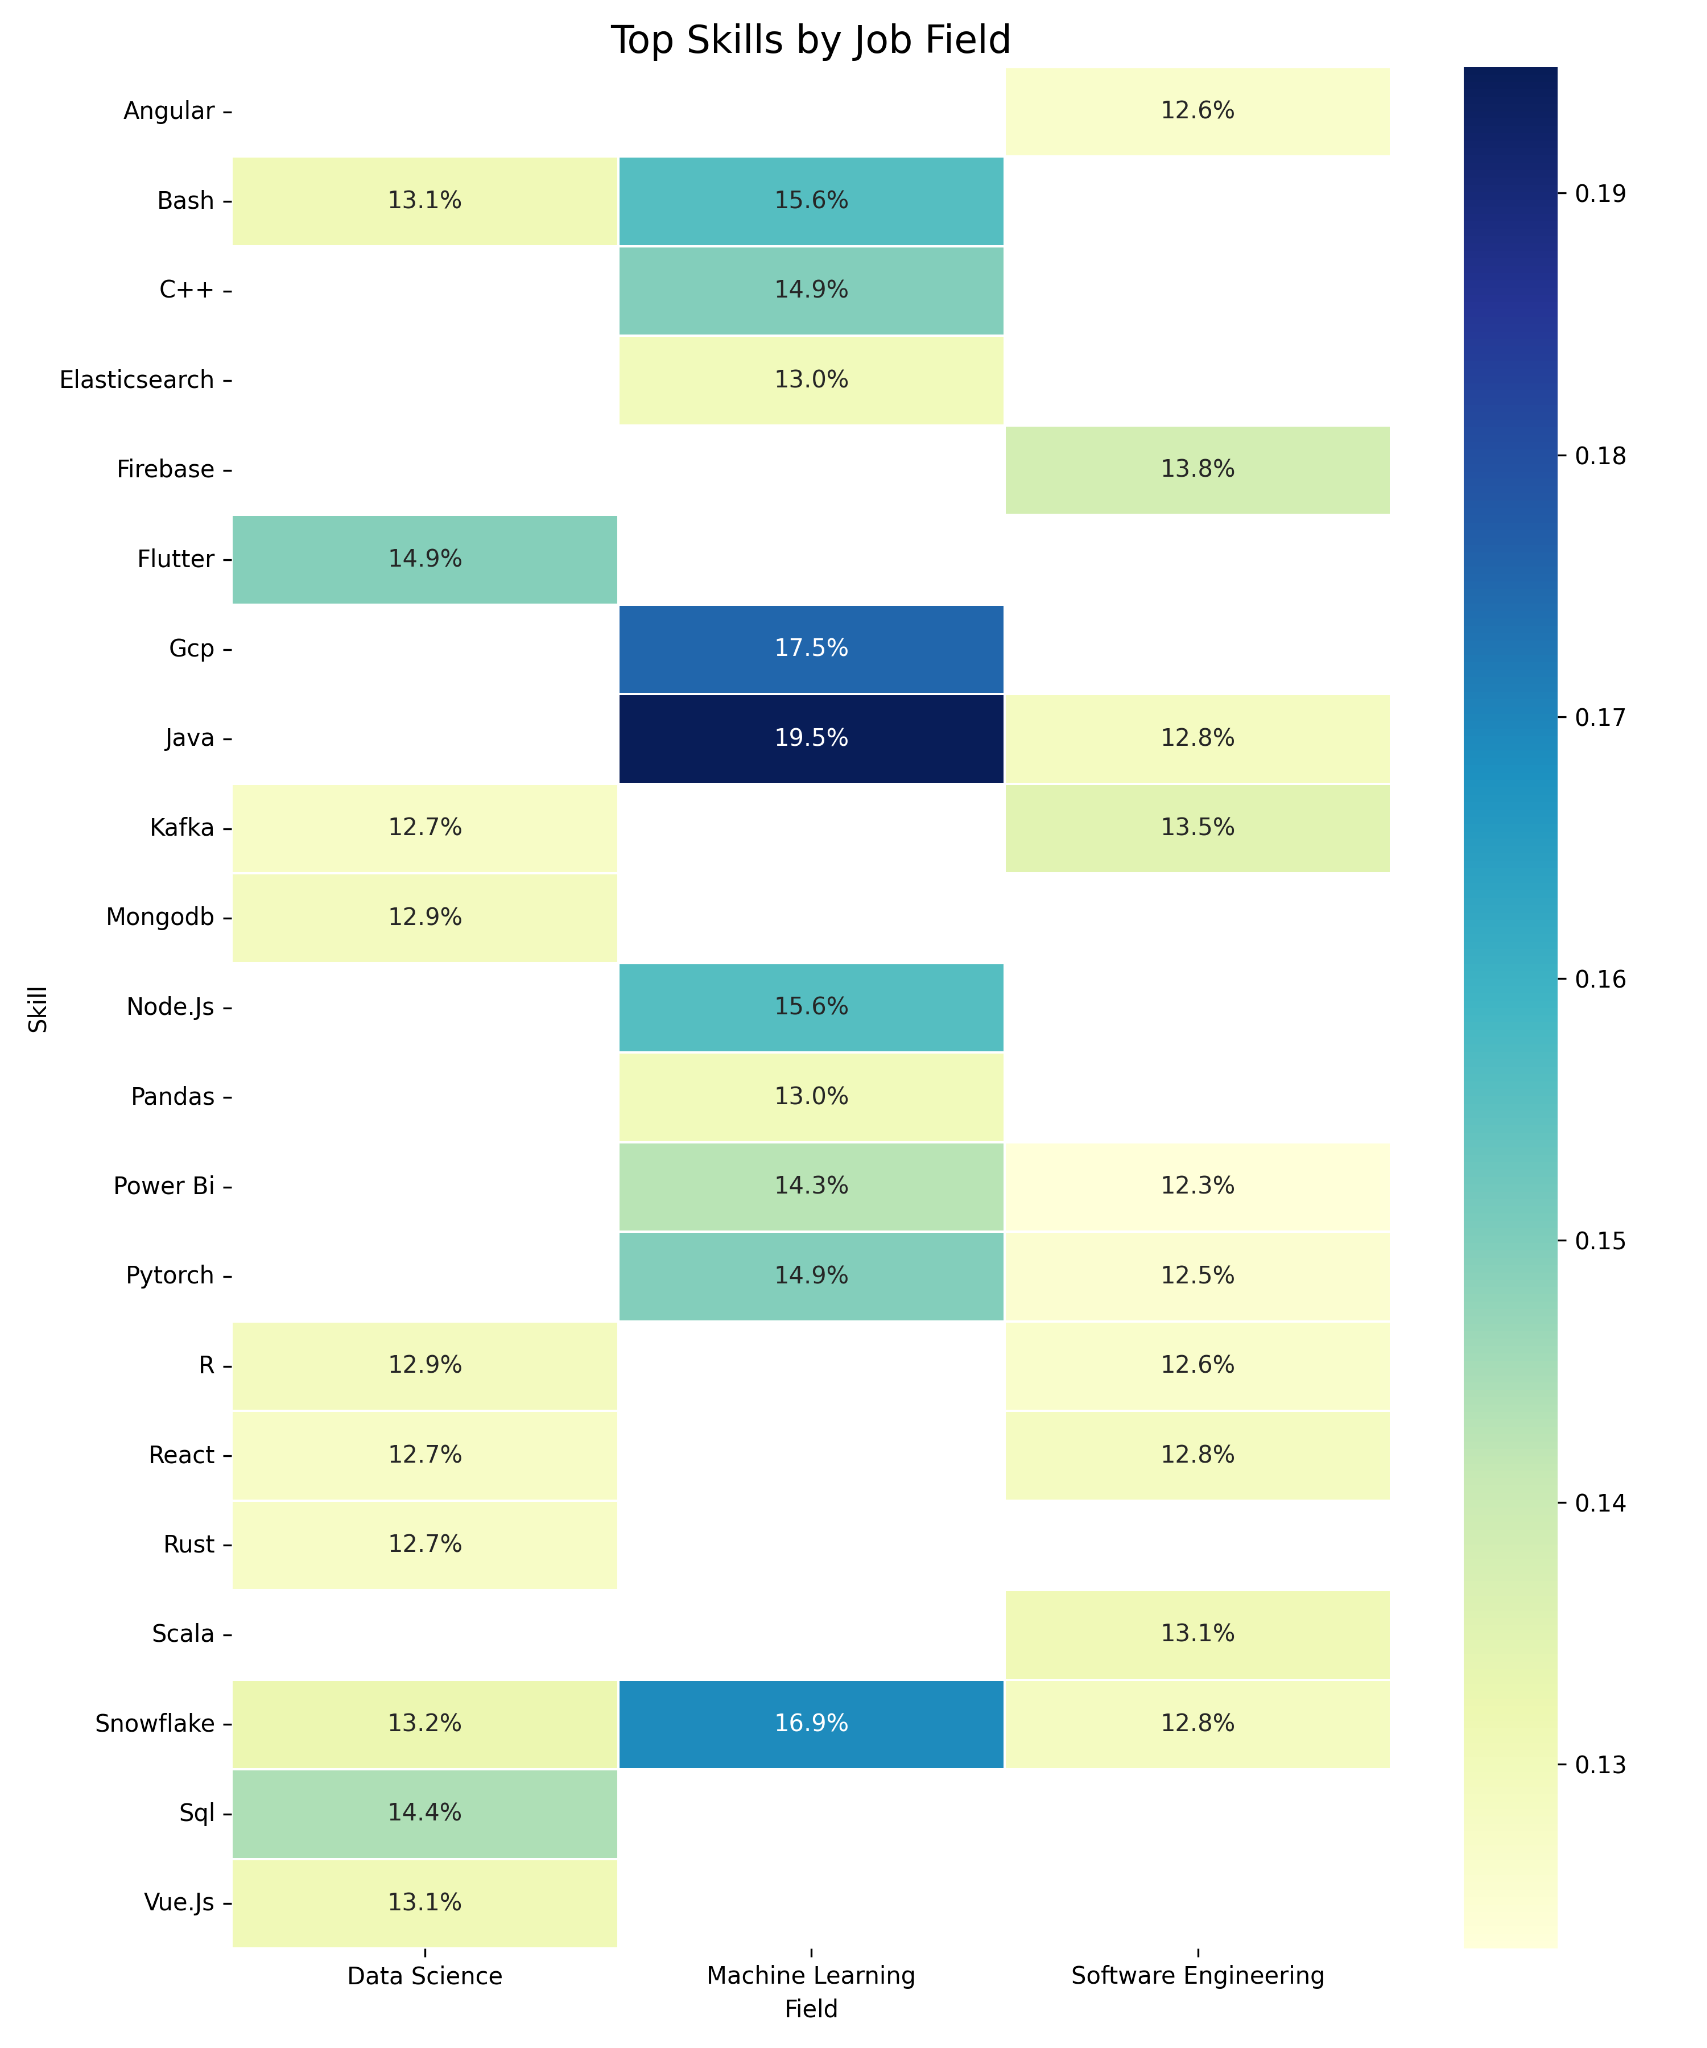 Top Skills by Job Field
Angular 12.6%
Bash 13.1% 15.6%
0.19
C++ 14.9%
Elasticsearch 13.0%
0.18
Firebase 13.8%
Flutter 14.9%
Gcp 17.5%
0.17
Java 19.5% 12.8%
Kafka 12.7% 13.5%
Mongodb 12.9%
0.16
Skill
Node.Js 15.6%
Pandas 13.0%
Power Bi 14.3% 12.3%
0.15
Pytorch 14.9% 12.5%
R 12.9% 12.6%
React 12.7% 12.8%
0.14
Rust 12.7%
Scala 13.1%
Snowflake 13.2% 16.9% 12.8%
0.13
Sql 14.4%
Vue.Js 13.1%
Data Science Machine Learning Software Engineering
Field